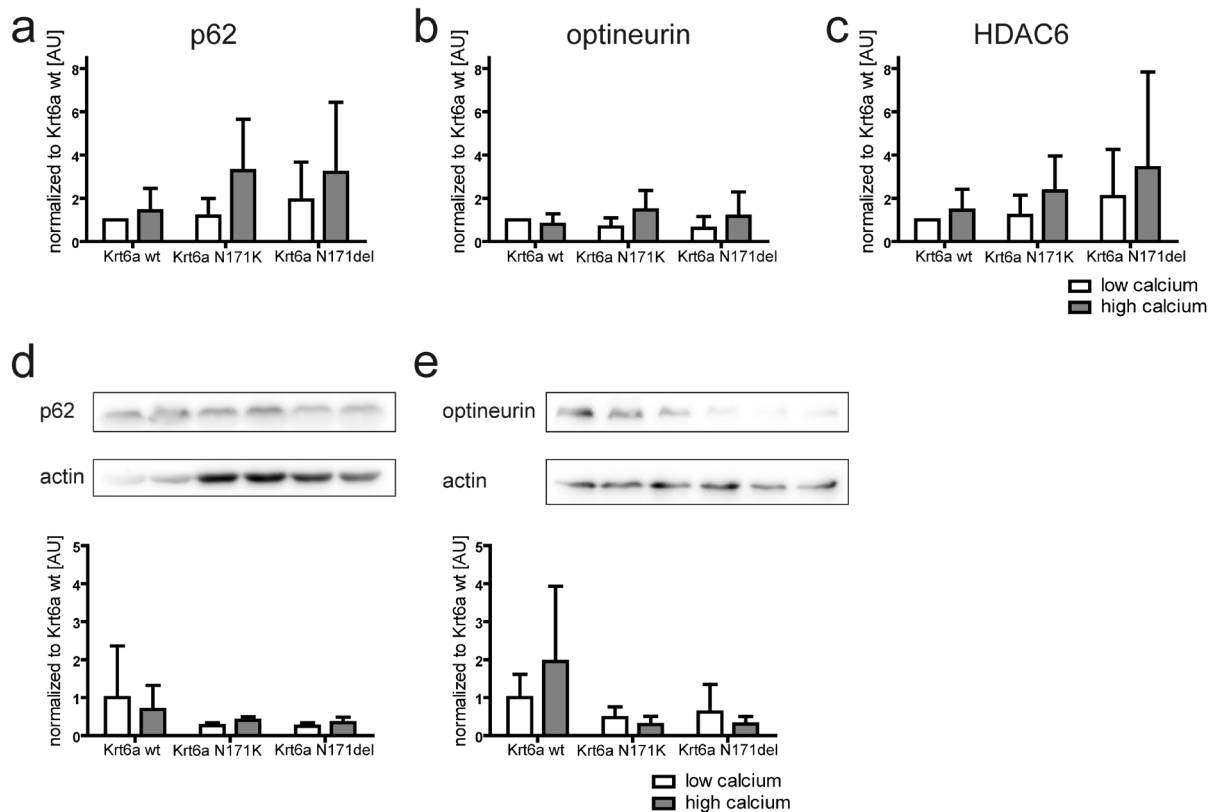 a
p62
normalized to Krt6a wt [AU]
8
6
4
2
0
Krt6a wt
Krt6a N171K
Krt6a N171del
b
optineurin
normalized to Krt6a wt [AU]
8
6
4
2
0
Krt6a wt
Krt6a N171K
Krt6a N171del
c
HDAC6
normalized to Krt6a wt [AU]
8
6
4
2
0
Krt6a wt
Krt6a N171K
Krt6a N171del
low calcium
high calcium
d
p62
actin
normalized to Krt6a wt [AU]
5
4
3
2
1
0
Krt6a wt
Krt6a N171K
Krt6a N171del
e
optineurin
actin
normalized to Krt6a wt [AU]
5
4
3
2
1
0
Krt6a wt
Krt6a N171K
Krt6a N171del
low calcium
high calcium